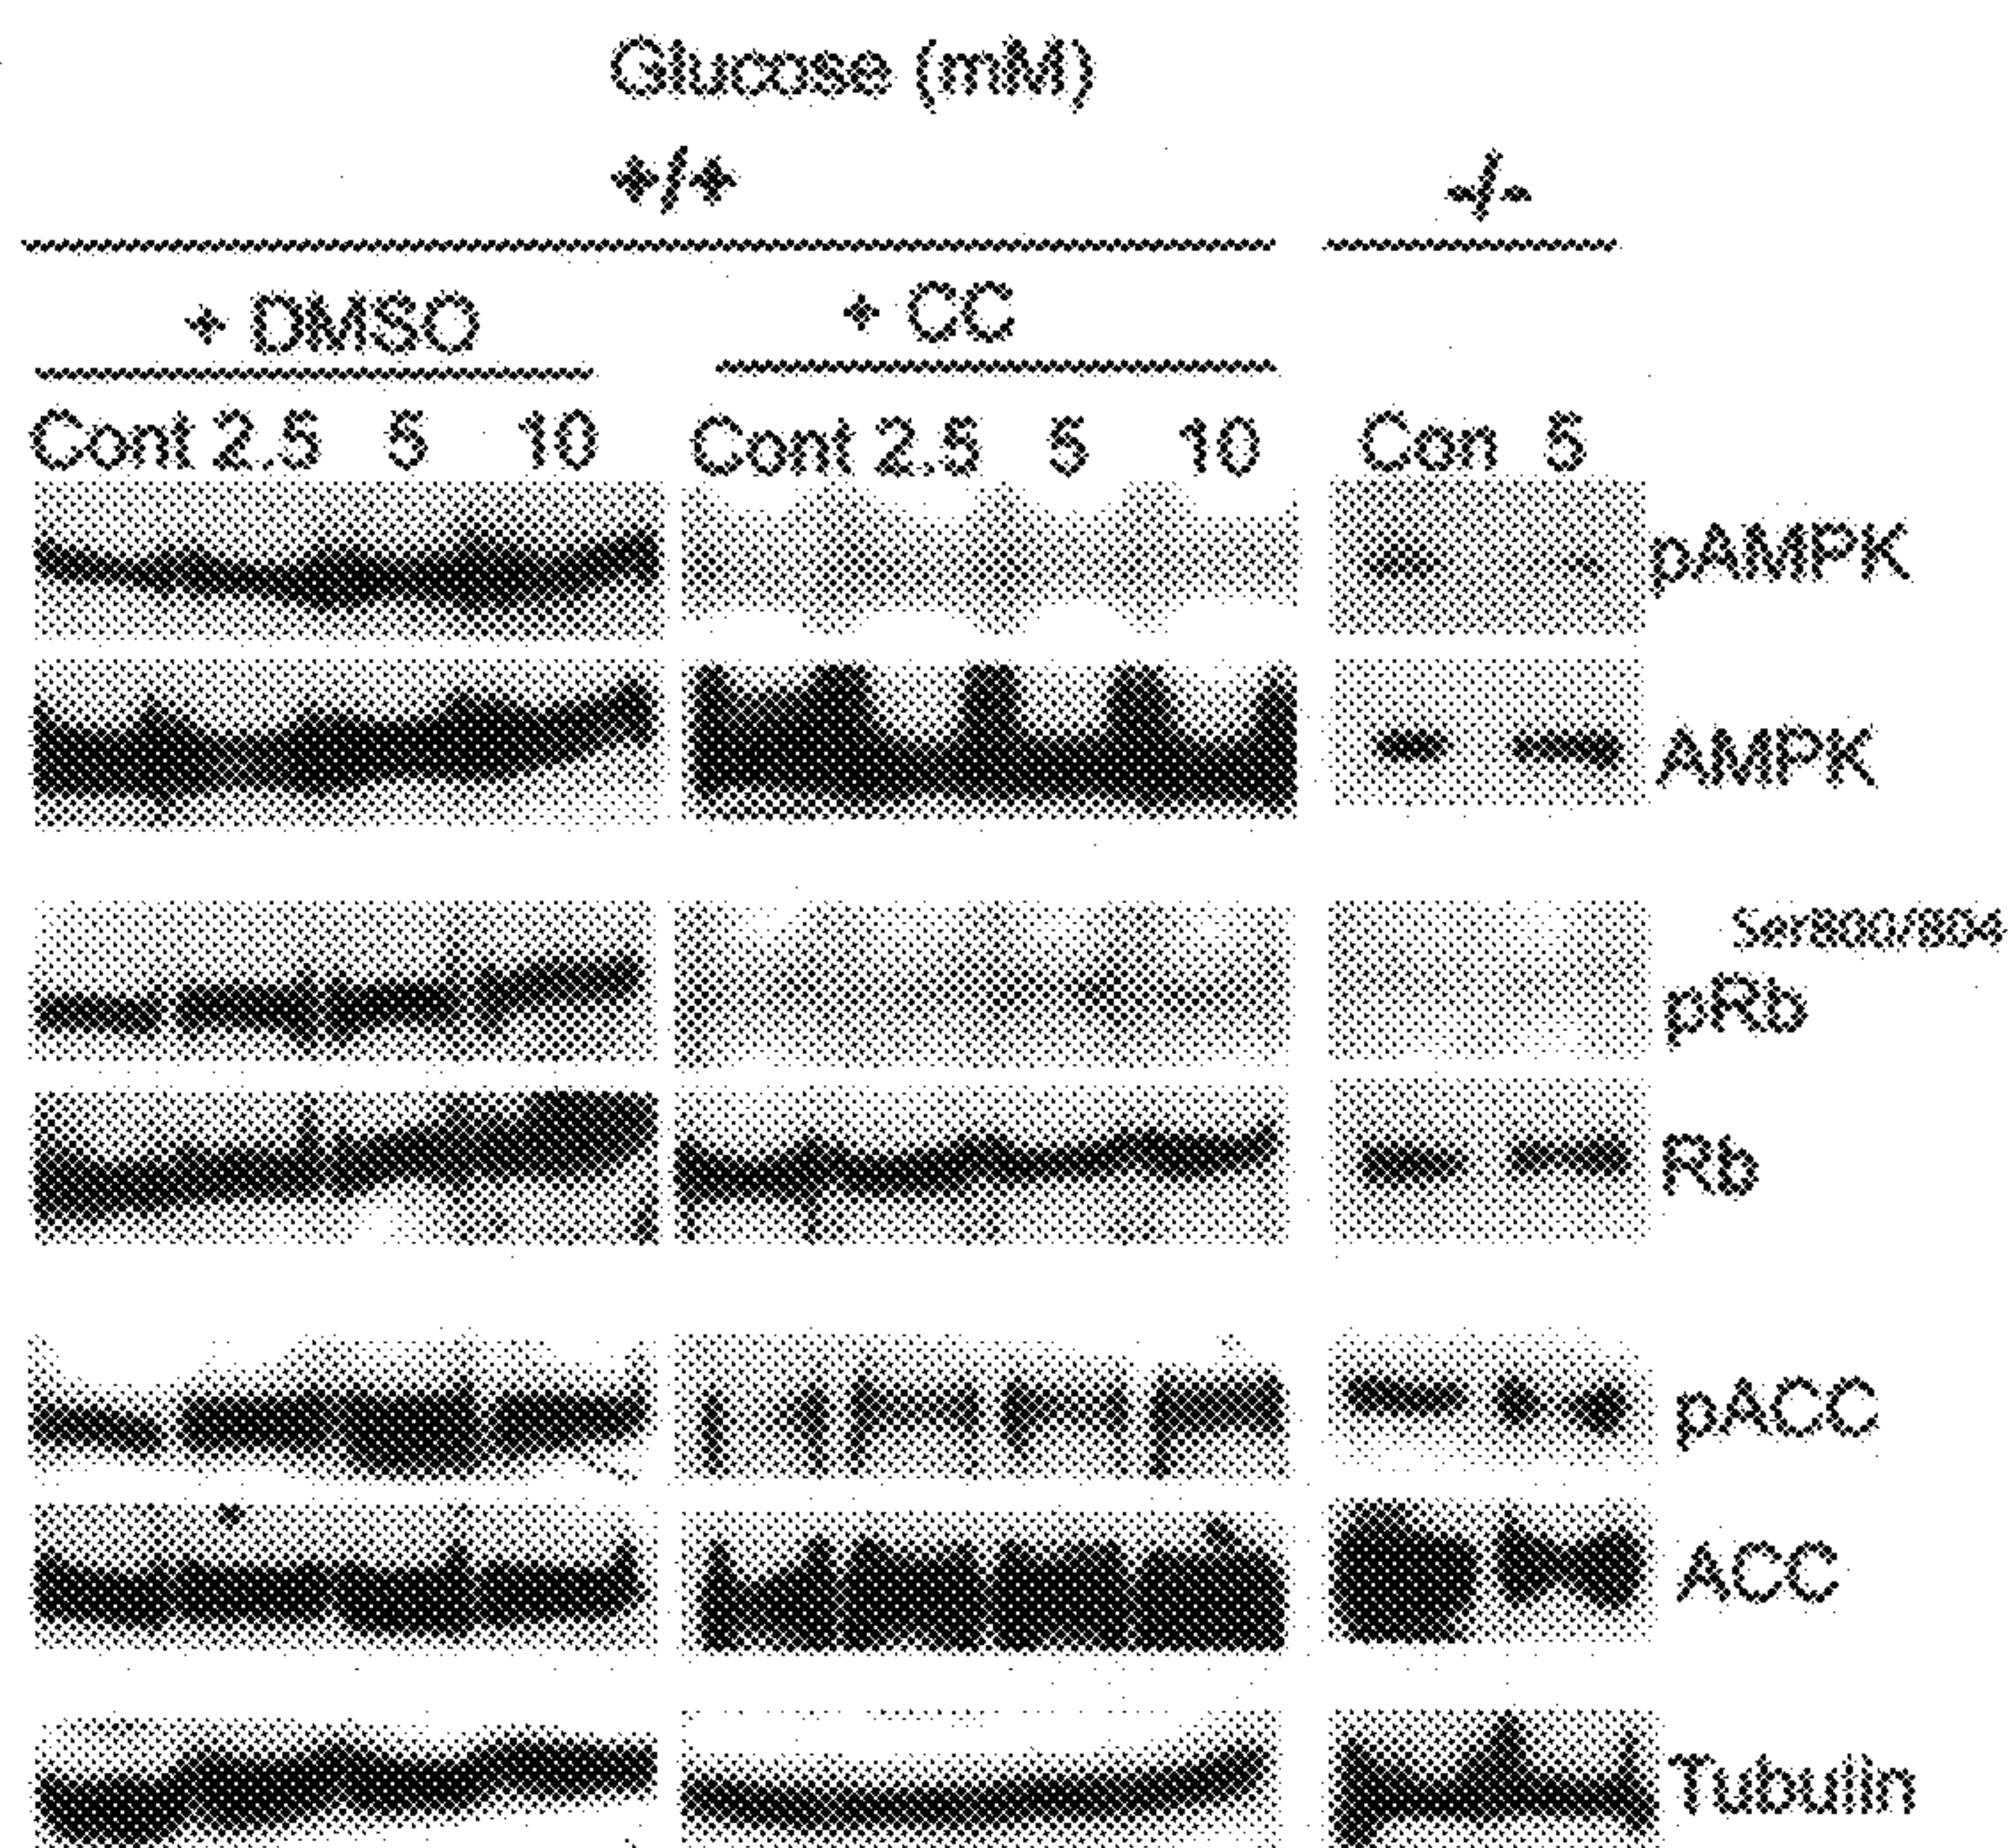 Glucose (mM)
+/+ -/-
+ DMSO + CC
Cont 2.5 5 10 Cont 2.5 5 10 Con 5
pAMPK
AMPK
Ser800/804
pRb
Rb
pACC
ACC
Tubulin